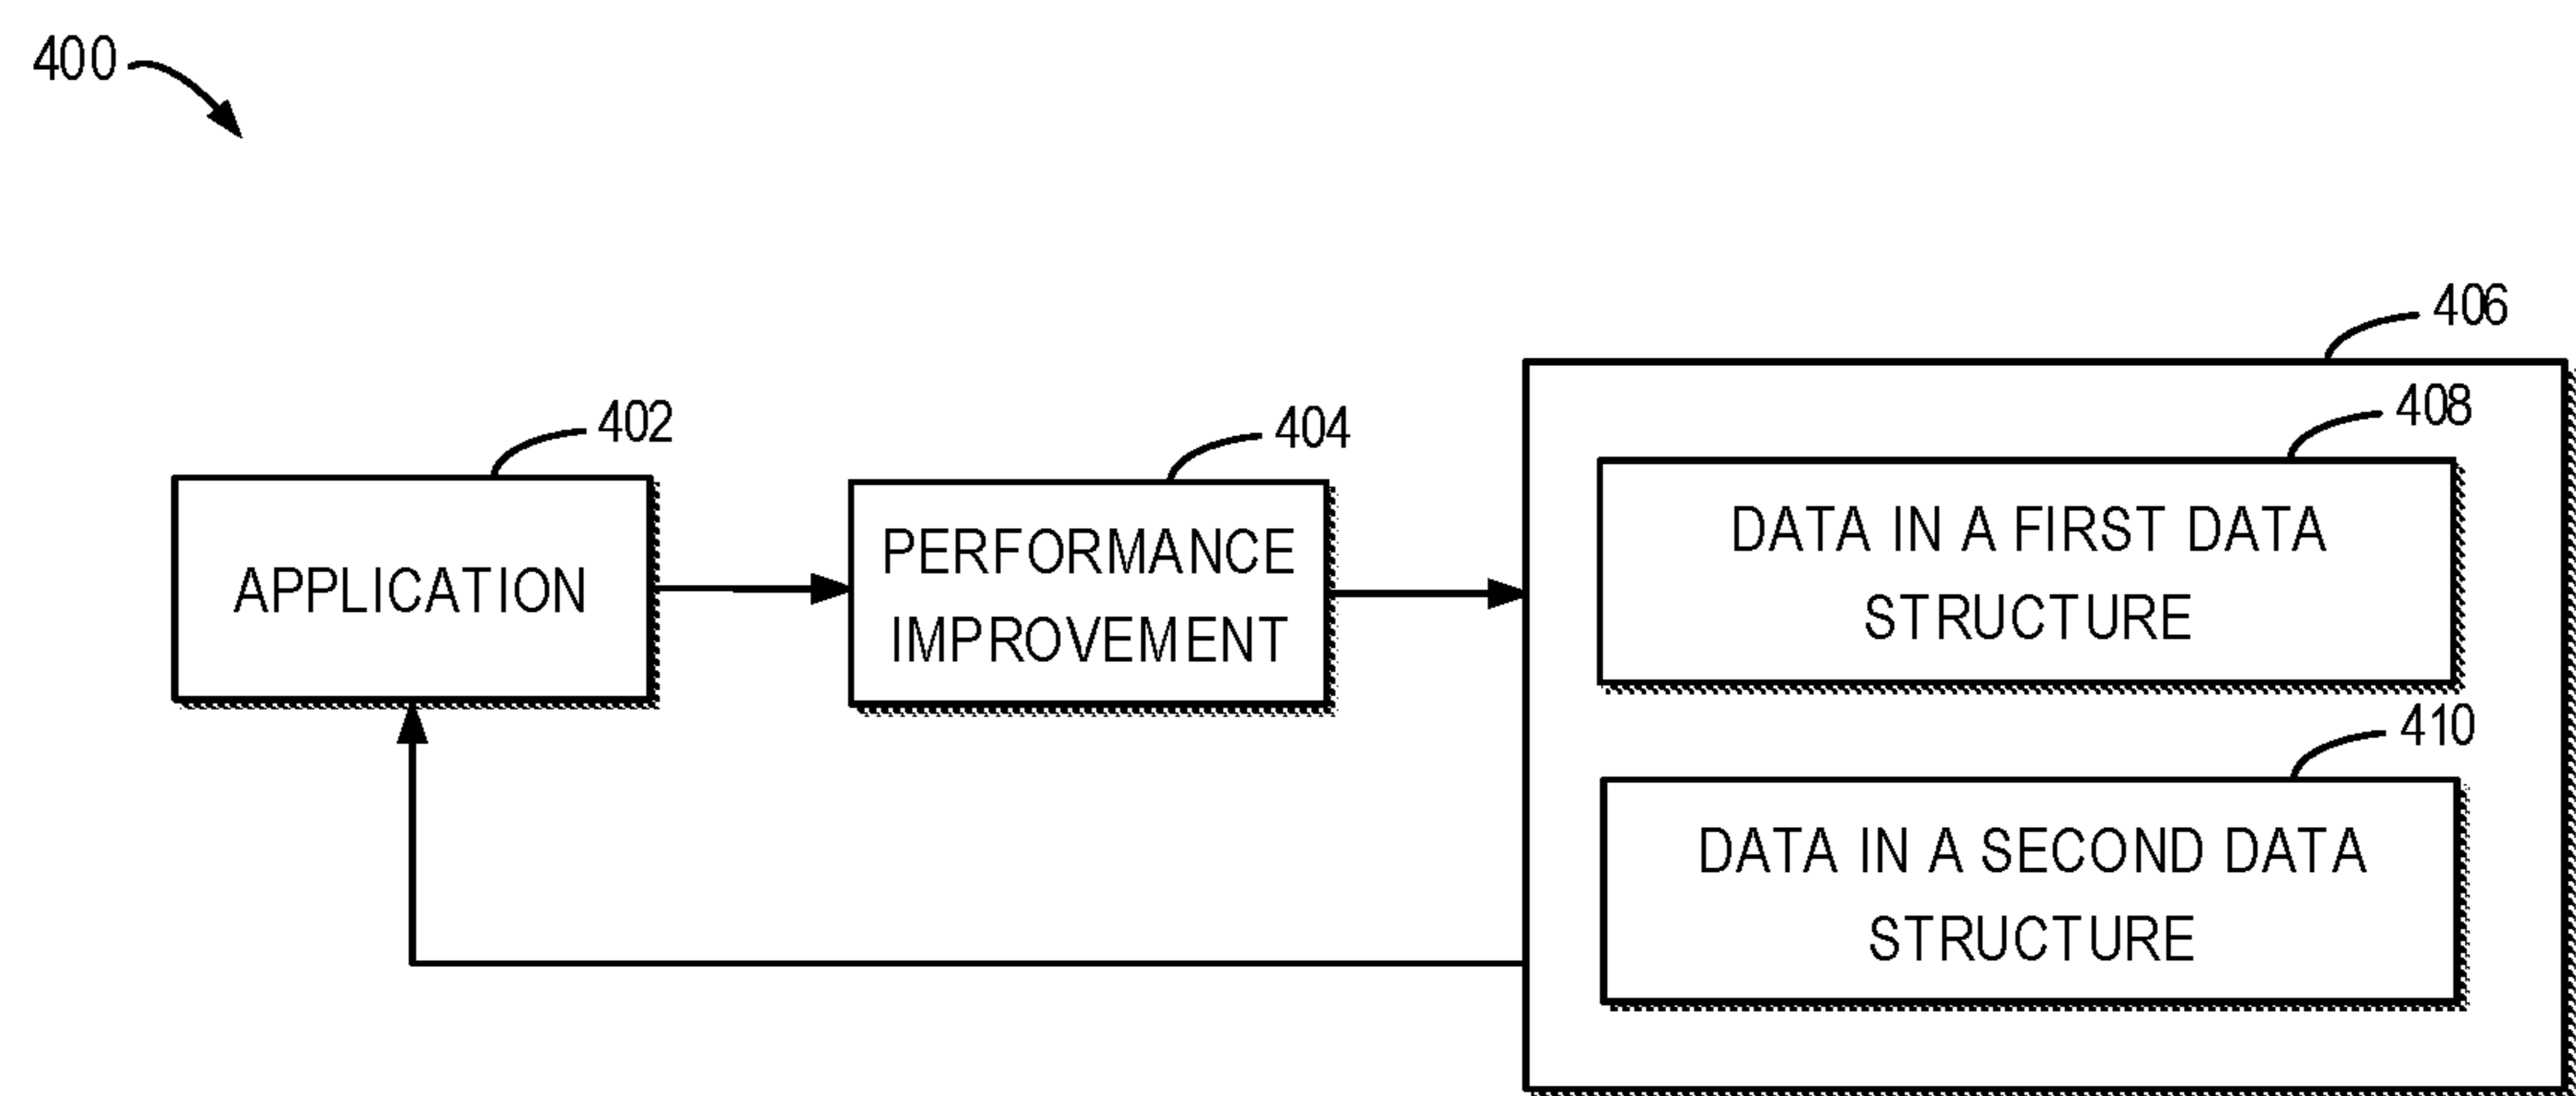 400
406
408
402
404
DATA IN A FIRST DATA
STRUCTURE
APPLICATION
PERFORMANCE
IMPROVEMENT
410
DATA IN A SECOND DATA
STRUCTURE